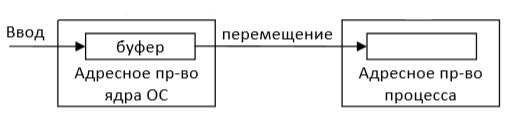 Ввод
буфер
перемещение
Адресное пр-во
ядра ОС
Адресное пр-во
процесса